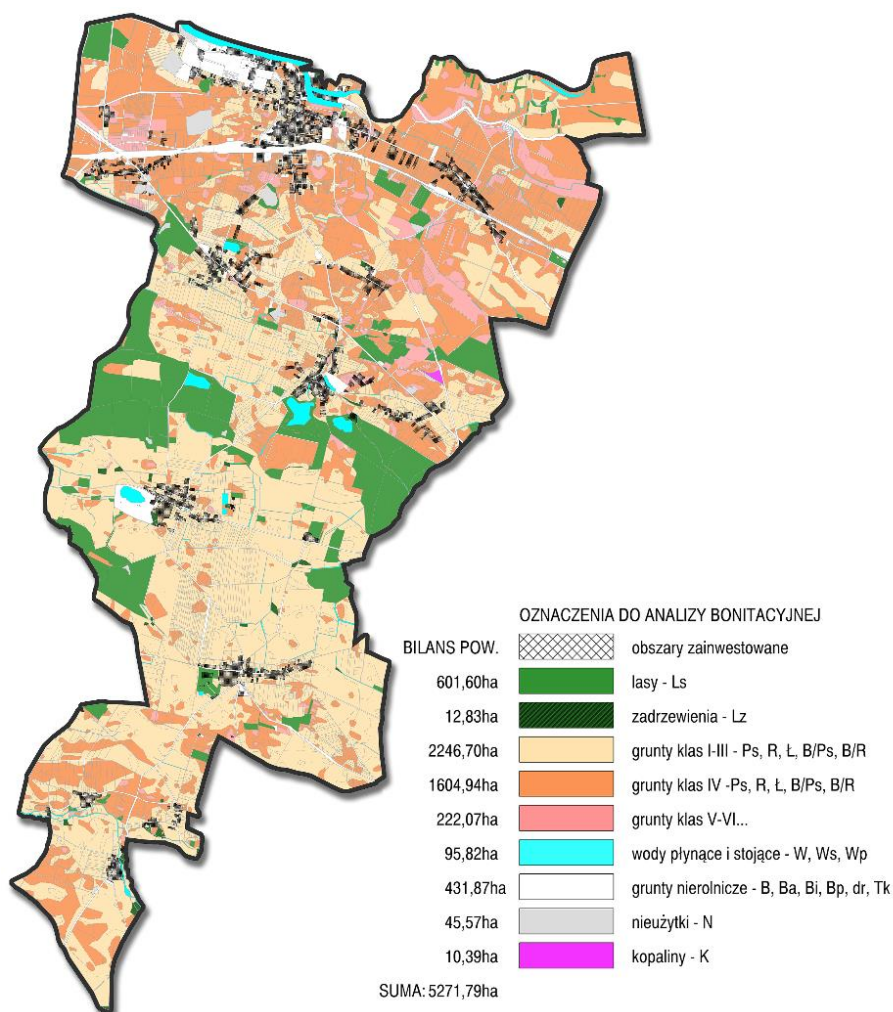 OZNACZENIA DO ANALIZY BONITACYJNEJ
BILANS POW. obszary zainwestowane
601,60ha lasy - Ls
12,83ha zadrzewienia - Lz
2246,70ha grunty klas I-III - Ps, R, Ł, B/Ps, B/R
1604,94ha grunty klas IV -Ps, R, Ł, B/Ps, B/R
222,07ha grunty klas V-VI...
95,82ha wody płynące i stojące - W, Ws, Wp
431,87ha grunty nierolnicze - B, Ba, Bi, Bp, dr, Tk
45,57ha nieużytki - N
10,39ha kopaliny - K
SUMA: 5271,79ha